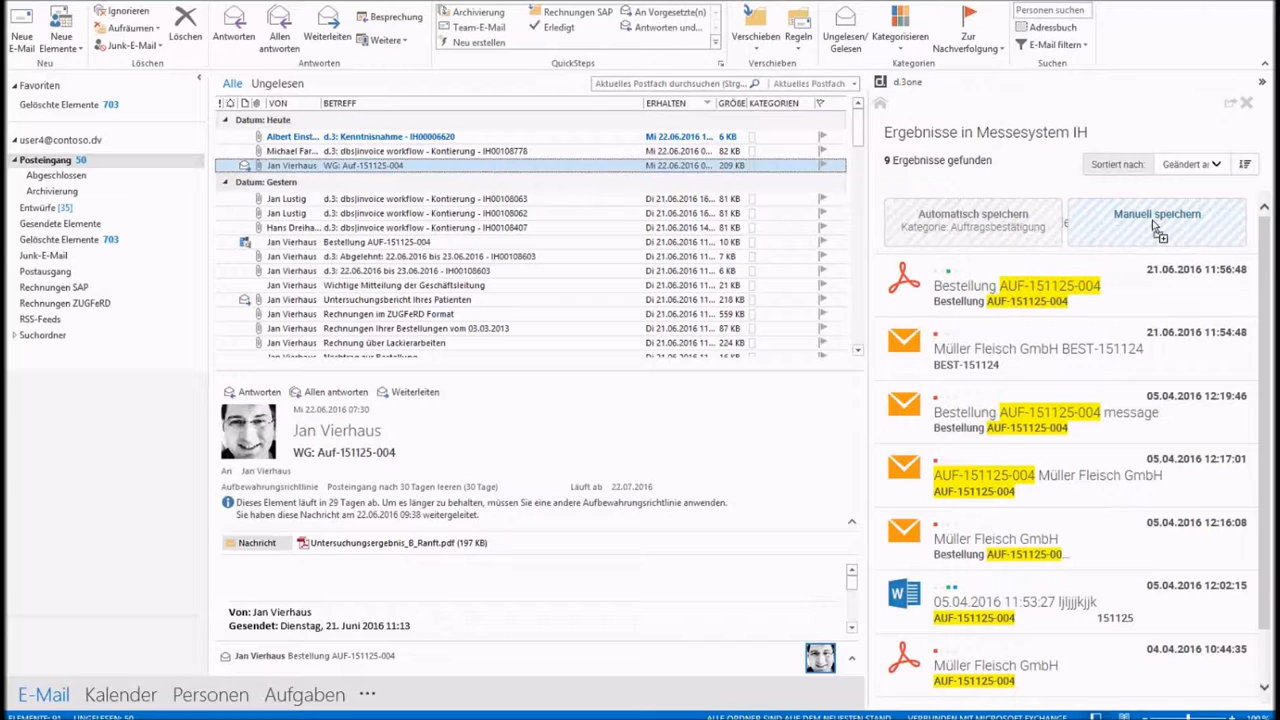 Neue E-Mail
Neue Elemente
Neu
Ignorieren
Aufräumen
Junk-E-Mail
Löschen
Löschen
Antworten
Allen antworten
Weiterleiten
Besprechung
Weitere
Antworten
Archivierung
Team-E-Mail
Neu erstellen
Rechnungen SAP
Erledigt
An Vorgesetzte(n)
Antworten und...
QuickSteps
Verschieben
Regeln
Verschieben
Ungelesen/ Gelesen
Kategorisieren
Zur Nachverfolgung
Kategorien
Personen suchen
Adressbuch
E-Mail filtern
Suchen
Favoriten
Gelöschte Elemente 703
user4@contoso.dv
Posteingang 50
Abgeschlossen
Archivierung
Entwürfe [35]
Gesendete Elemente
Gelöschte Elemente 703
Junk-E-Mail
Postausgang
Rechnungen SAP
Rechnungen ZUGFeRD
RSS-Feeds
Suchordner
Alle Ungelesen
Aktuelles Postfach durchsuchen (Strg... Aktuelles Postfach
VON BETREFF ERHALTEN GRÖßE KATEGORIEN
Datum: Heute
Albert Einst... d.3: Kenntnisnahme - IH00006620 Mi 22.06.2016 1... 6 KB
Michael Far... d.3: dbs|invoice workflow - Kontierung - IH00108778 Mi 22.06.2016 0... 82 KB
Jan Vierhaus WG: Auf-151125-004 Mi 22.06.2016 0... 209 KB
Datum: Gestern
Jan Lustig d.3: dbs|invoice workflow - Kontierung - IH00108063 Di 21.06.2016 16... 81 KB
Jan Lustig d.3: dbs|invoice workflow - Kontierung - IH00108062 Di 21.06.2016 14... 81 KB
Hans Dreiha... d.3: dbs|invoice workflow - Kontierung - IH00108407 Di 21.06.2016 14... 81 KB
Jan Vierhaus Bestellung AUF-151125-004 Di 21.06.2016 11... 10 KB
Jan Vierhaus d.3: Abgelehnt: 22.06.2016 bis 23.06.2016 - IH00108603 Di 21.06.2016 11... 7 KB
Jan Vierhaus d.3: 22.06.2016 bis 23.06.2016 - IH00108603 Di 21.06.2016 11... 6 KB
Jan Vierhaus Wichtige Mitteilung der Geschäftsleitung Di 21.06.2016 11... 21 KB
Jan Vierhaus Untersuchungsbericht Ihres Patienten Di 21.06.2016 11... 218 KB
Jan Vierhaus Rechnungen im ZUGFeRD Format Di 21.06.2016 11... 559 KB
Jan Vierhaus Rechnungen Ihrer Bestellungen vom 03.03.2013 Di 21.06.2016 11... 87 KB
Jan Vierhaus Rechnung über Lackierarbeiten Di 21.06.2016 11... 224 KB
Antworten Allen antworten Weiterleiten
Mi 22.06.2016 07:30
Jan Vierhaus
WG: Auf-151125-004
An Jan Vierhaus
Aufbewahrungsrichtlinie Posteingang nach 30 Tagen leeren (30 Tage) Läuft ab 22.07.2016
Dieses Element läuft in 29 Tagen ab. Um es länger zu behalten, müssen Sie eine andere Aufbewahrungsrichtlinie anwenden.
Sie haben diese Nachricht am 22.06.2016 09:38 weitergeleitet.
Nachricht Untersuchungsergebnis_B_Ranft.pdf (197 KB)
Von: Jan Vierhaus
Gesendet: Dienstag, 21. Juni 2016 11:13
Jan Vierhaus Bestellung AUF-151125-004
d.3one
Ergebnisse in Messesystem IH
9 Ergebnisse gefunden
Sortiert nach: Geändert
Automatisch speichern
Kategorie: Auftragsbestätigung
Manuell speichern
21.06.2016 11:56:48
Bestellung AUF-151125-004
Bestellung AUF-151125-004
21.06.2016 11:54:48
Müller Fleisch GmbH BEST-151124
BEST-151124
05.04.2016 12:19:46
Bestellung AUF-151125-004 message
Bestellung AUF-151125-004
05.04.2016 12:17:01
AUF-151125-004 Müller Fleisch GmbH
AUF-151125-004
05.04.2016 12:16:08
Müller Fleisch GmbH
Bestellung AUF-151125-00...
05.04.2016 12:02:15
05.04.2016 11:53:27 ljljjjkjjk
AUF-151125-004 151125
04.04.2016 10:44:35
Müller Fleisch GmbH
AUF-151125-004
E-Mail Kalender Personen Aufgaben •••
ELEMENTE: 91 UNGELESEN: 50 ALLE ORDNER SIND AUF DEM NEUESTEN STAND. VERBUNDEN MIT MICROSOFT EXCHANGE 100 %